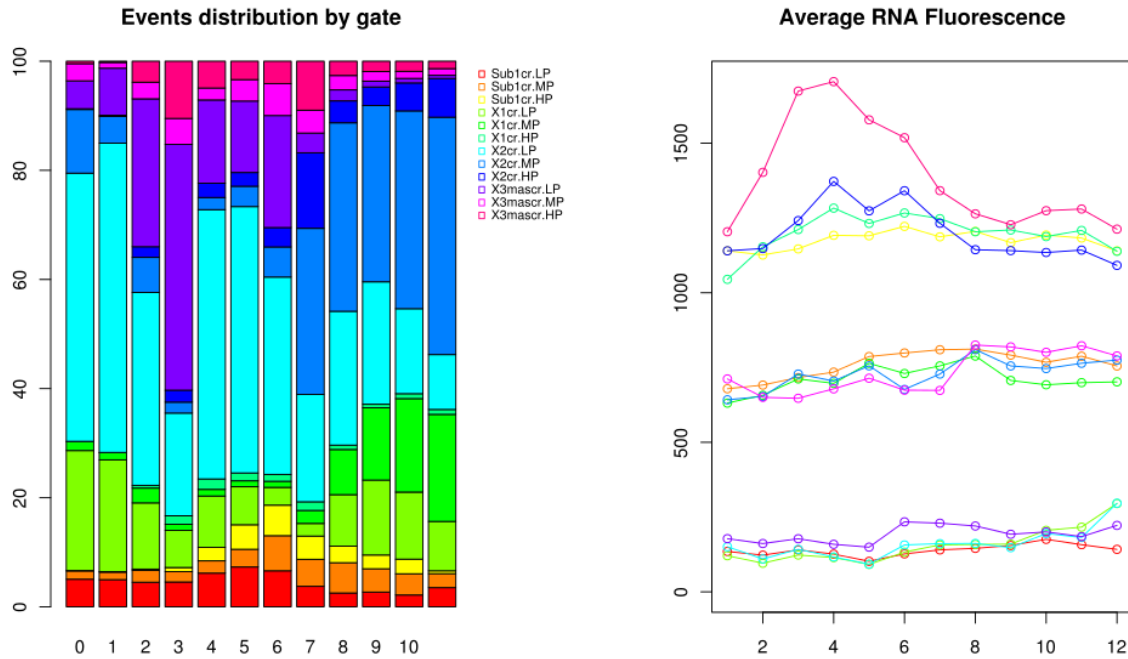 Events distribution by gate
100
80
60
40
20
0
0 1 2 3 4 5 6 7 8 9 10
Sub1cr.LP
Sub1cr.MP
Sub1cr.HP
X1cr.LP
X1cr.MP
X1cr.HP
X2cr.LP
X2cr.MP
X2cr.HP
X3mascr.LP
X3mascr.MP
X3mascr.HP
Average RNA Fluorescence
1500
1000
500
0
2 4 6 8 10 12